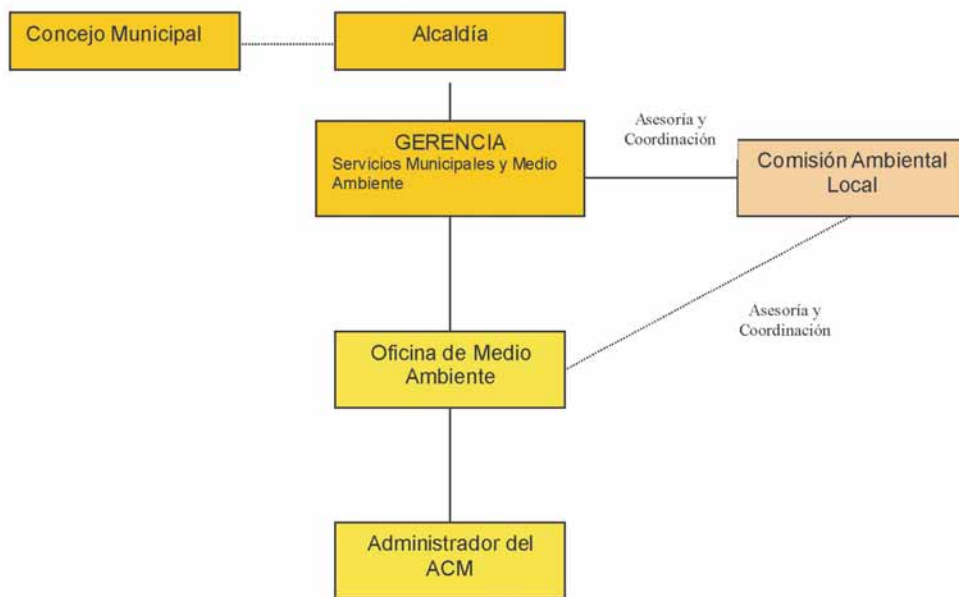 Concejo Municipal
Alcaldía
GERENCIA
Servicios Municipales y Medio
Ambiente
Asesoría y
Coordinación
Comisión Ambiental
Local
Asesoría y
Coordinación
Oficina de Medio
Ambiente
Administrador del
ACM